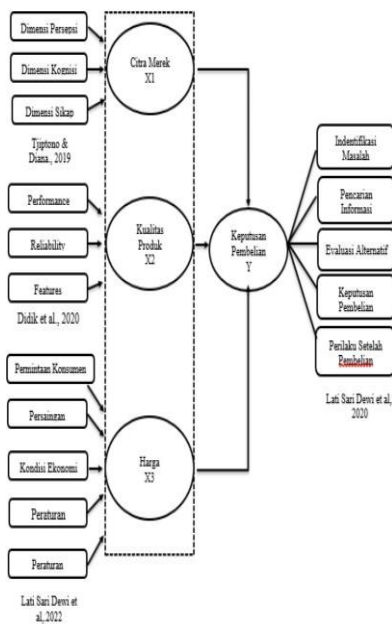 Dimensi Persepsi
Dimensi Kognisi
Dimensi Sikap
Tjiptono &
Diana., 2019
Citra Merek
X1
Performance
Reliability
Features
Didik et al., 2020
Kualitas
Produk
X2
Permintaan Konsumen
Persaingan
Kondisi Ekonomi
Peraturan
Peraturan
Lati Sari Dewi et
al, 2022
Harga
X3
Keputusan
Pembelian
Y
Indentifikasi
Masalah
Pencarian
Informasi
Evaluasi Alternatif
Keputusan
Pembelian
Perilaku Setelah
Pembelian
Lati Sari Dewi et al,
2020